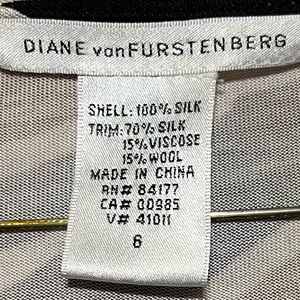 DIANE vonFURSTENBERG
SHELL: 100% SILK
TRIM: 70% SILK
15% VISCOSE
15% WOOL
MADE IN CHINA
RN# 84177
CA# 00985
V# 41011
6